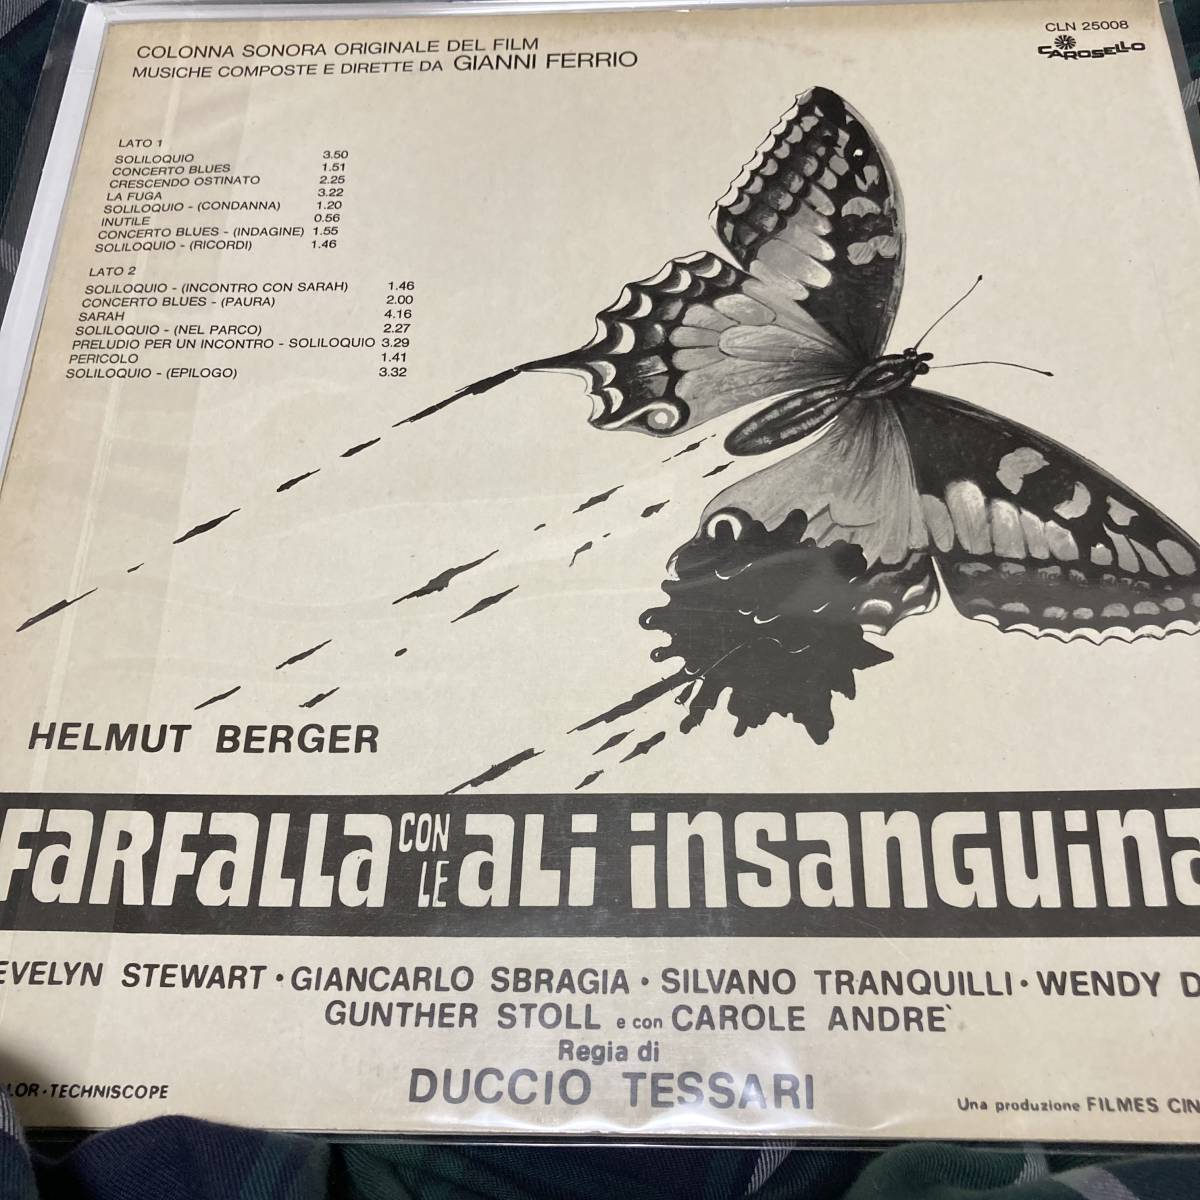 COLONNA SONORA ORIGINALE DEL FILM
MUSICHE COMPOSTE E DIRETTE DA GIANNI FERRIO
CLN 25008
CAROSELLO
LATO 1
SOLILOQUIO 3.50
CONCERTO BLUES 1.51
CRESCENDO OSTINATO 2.25
LA FUGA 3.22
SOLILOQUIO - (CONDANNA) 1.20
INUTILE 0.56
CONCERTO BLUES - (INDAGINE) 1.55
SOLILOQUIO - (RICORDI) 1.46
LATO 2
SOLILOQUIO - (INCONTRO CON SARAH) 1.46
CONCERTO BLUES - (PAURA) 2.00
SARAH 4.16
SOLILOQUIO - (NEL PARCO) 2.27
PRELUDIO PER UN INCONTRO - SOLILOQUIO 3.29
PERICOLO 1.41
SOLILOQUIO - (EPILOGO) 3.32
HELMUT BERGER
FARFALLA CON LE ALI INSANGUINA
EVELYN STEWART · GIANCARLO SBRAGIA · SILVANO TRANQUILLI · WENDY D
GUNTHER STOLL e con CAROLE ANDRE`
Regia di
DUCCIO TESSARI
LOR · TECHNISCOPE
Una produzione FILMES CIN